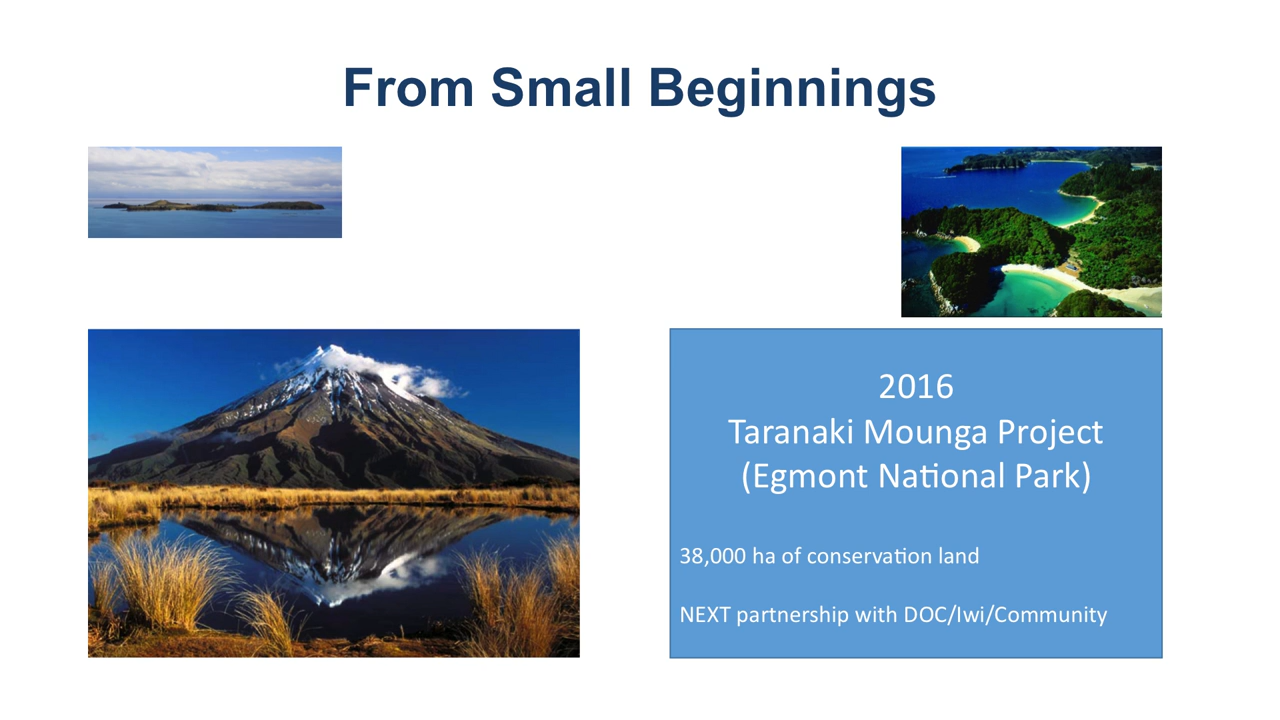 From Small Beginnings
2016
Taranaki Mounga Project
(Egmont National Park)
38,000 ha of conservation land
NEXT partnership with DOC/Iwi/Community